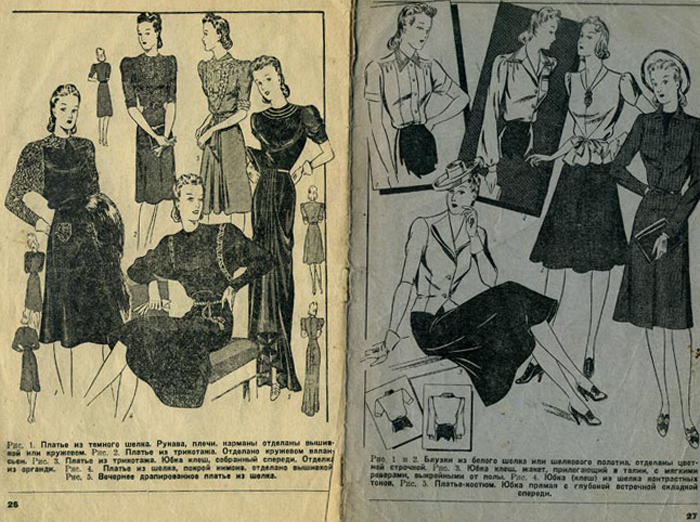 Рис. 1. Платье из темного шелка. Рукава, плечи, карманы отделаны вышив-
кой или кружевом. Рис. 2. Платье из трикотажа. Отделано кружевом валан-
сьен. Рис. 3. Платье из трикотажа. Юбка клеш, собранный спереди. Отделка
из органди. Рис. 4. Платье из шелка, покрой кимоно, отделано вышивкой
Рис. 5. Вечернее драпированное платье из шелка.
26
Рис. 1 и 2. Блузки из белого шелка или шелкового полотна, отделаны цвет-
ной строчкой. Рис. 3. Юбка клеш, жакет, прилегающий в талии, с мягкими
реверами, выкройными от полы. Рис. 4. Юбка (клеш) из шелка контрастных
тонов. Рис. 5. Платье-костюм. Юбка прямая с глубокой встречной складкой
спереди.
27